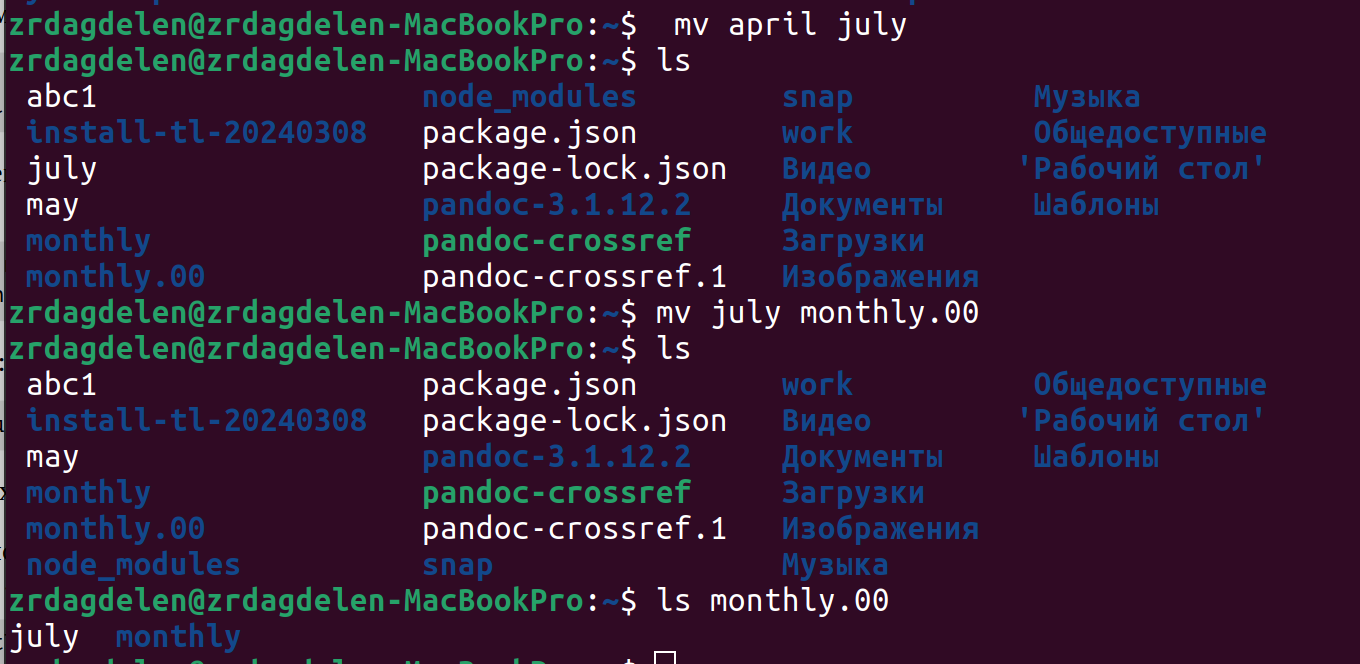 zrdagdelen@zrdagdelen-MacBookPro:~$  mv april july
zrdagdelen@zrdagdelen-MacBookPro:~$ ls
abc1 node_modules snap Музыка
install-tl-20240308 package.json work Общедоступные
july package-lock.json Видео 'Рабочий стол'
may pandoc-3.1.12.2 Документы Шаблоны
monthly pandoc-crossref Загрузки
monthly.00 pandoc-crossref.1 Изображения
zrdagdelen@zrdagdelen-MacBookPro:~$ mv july monthly.00
zrdagdelen@zrdagdelen-MacBookPro:~$ ls
abc1 package.json work Общедоступные
install-tl-20240308 package-lock.json Видео 'Рабочий стол'
may pandoc-3.1.12.2 Документы Шаблоны
monthly pandoc-crossref Загрузки
monthly.00 pandoc-crossref.1 Изображения
node_modules snap Музыка
zrdagdelen@zrdagdelen-MacBookPro:~$ ls monthly.00
july monthly